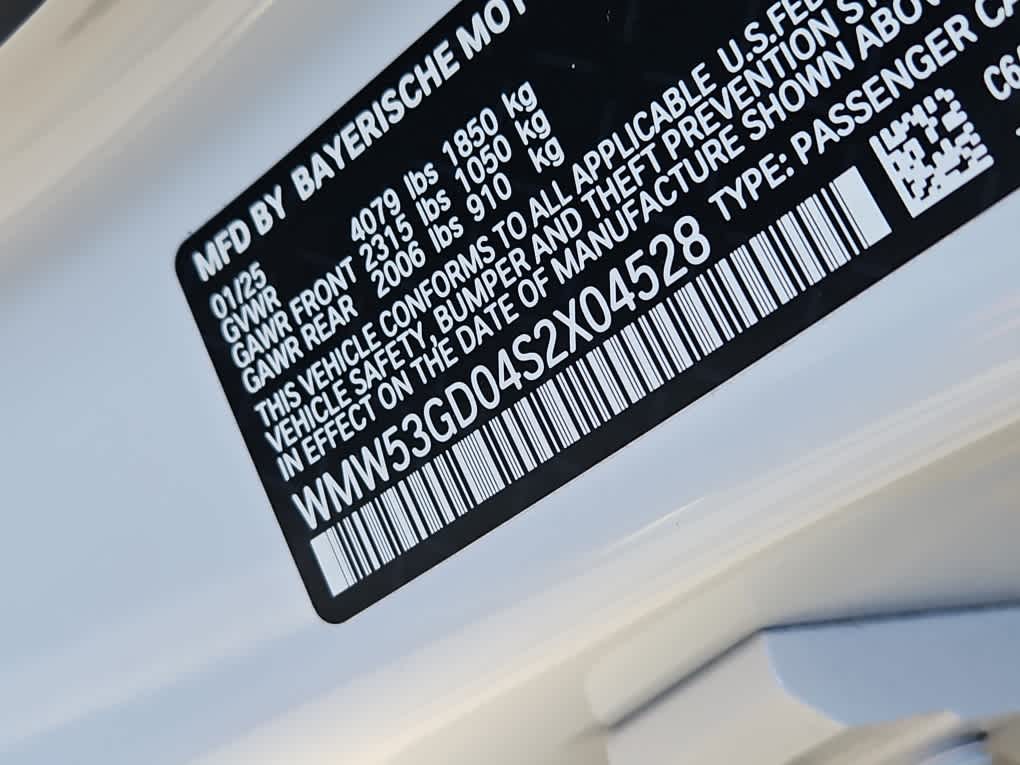 MFD BY BAYERISCHE MOT
01/25
GVWR 4079 lbs 1850 kg
GAWR FRONT 2315 lbs 1050 kg
GAWR REAR 2006 lbs 910 kg
THIS VEHICLE CONFORMS TO ALL APPLICABLE U.S.FED
VEHICLE SAFETY, BUMPER AND THEFT PREVENTION ST
IN EFFECT ON THE DATE OF MANUFACTURE SHOWN ABOV
WMW53GD04S2X04528 TYPE: PASSENGER CA